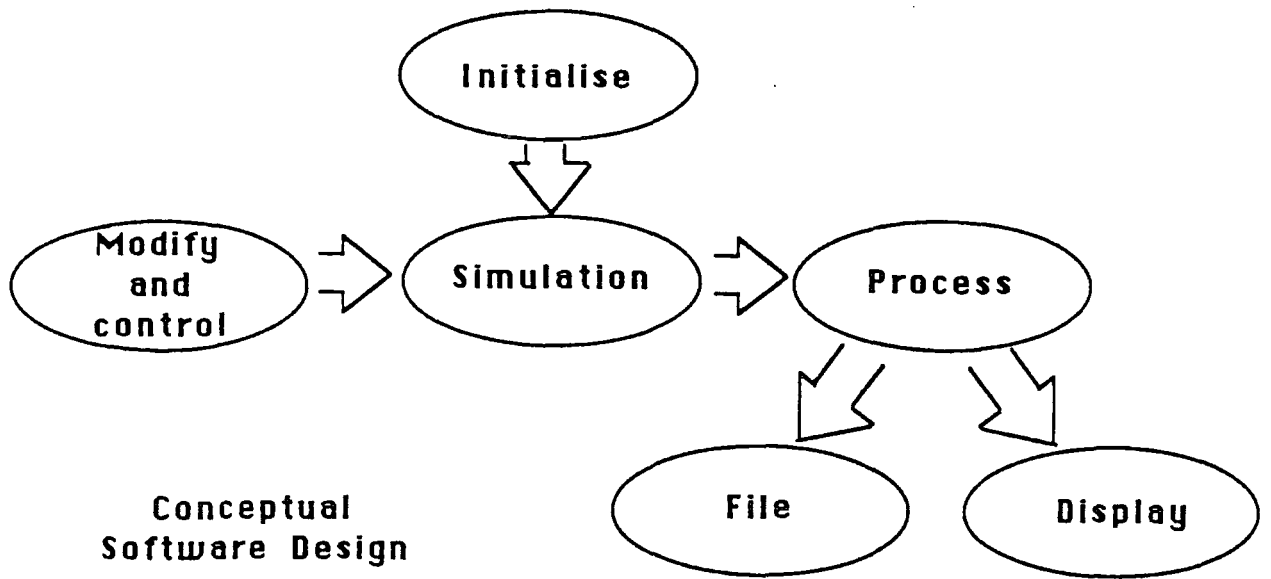 Initialise
Modify
and
control
Simulation
Process
File
Display
Conceptual
Software Design